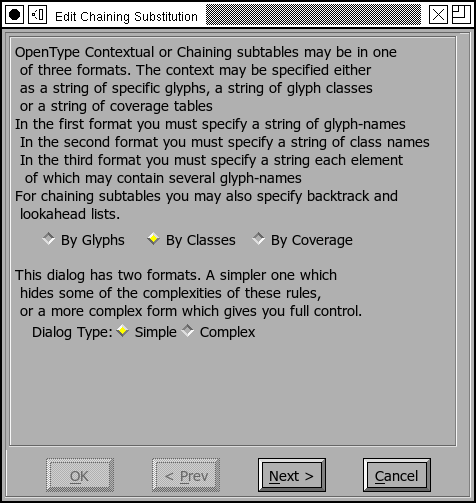 Edit Chaining Substitution
OpenType Contextual or Chaining subtables may be in one
of three formats. The context may be specified either
as a string of specific glyphs, a string of glyph classes
or a string of coverage tables
In the first format you must specify a string of glyph-names
In the second format you must specify a string of class names
In the third format you must specify a string each element
of which may contain several glyph-names
For chaining subtables you may also specify backtrack and
lookahead lists.
By Glyphs By Classes By Coverage
This dialog has two formats. A simpler one which
hides some of the complexities of these rules,
or a more complex form which gives you full control.
Dialog Type: Simple Complex
OK < Prev Next > Cancel